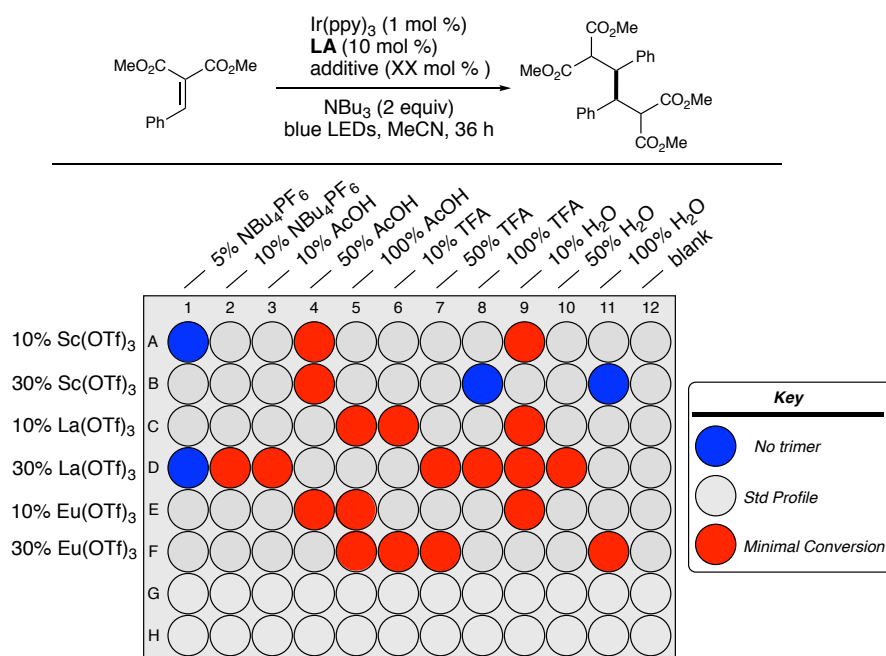 Ir(ppy)3 (1 mol %)
LA (10 mol %)
additive (XX mol % )
NBu3 (2 equiv)
blue LEDs, MeCN, 36 h
MeO2C CO2Me
Ph
CO2Me
MeO2C Ph
Ph CO2Me
CO2Me
5% NBu4PF6
10% NBu4PF6
10% AcOH
50% AcOH
100% AcOH
10% TFA
50% TFA
100% TFA
10% H2O
50% H2O
100% H2O
blank
1 2 3 4 5 6 7 8 9 10 11 12
10% Sc(OTf)3 A
30% Sc(OTf)3 B
10% La(OTf)3 C
30% La(OTf)3 D
10% Eu(OTf)3 E
30% Eu(OTf)3 F
G
H
Key
No trimer
Std Profile
Minimal Conversion